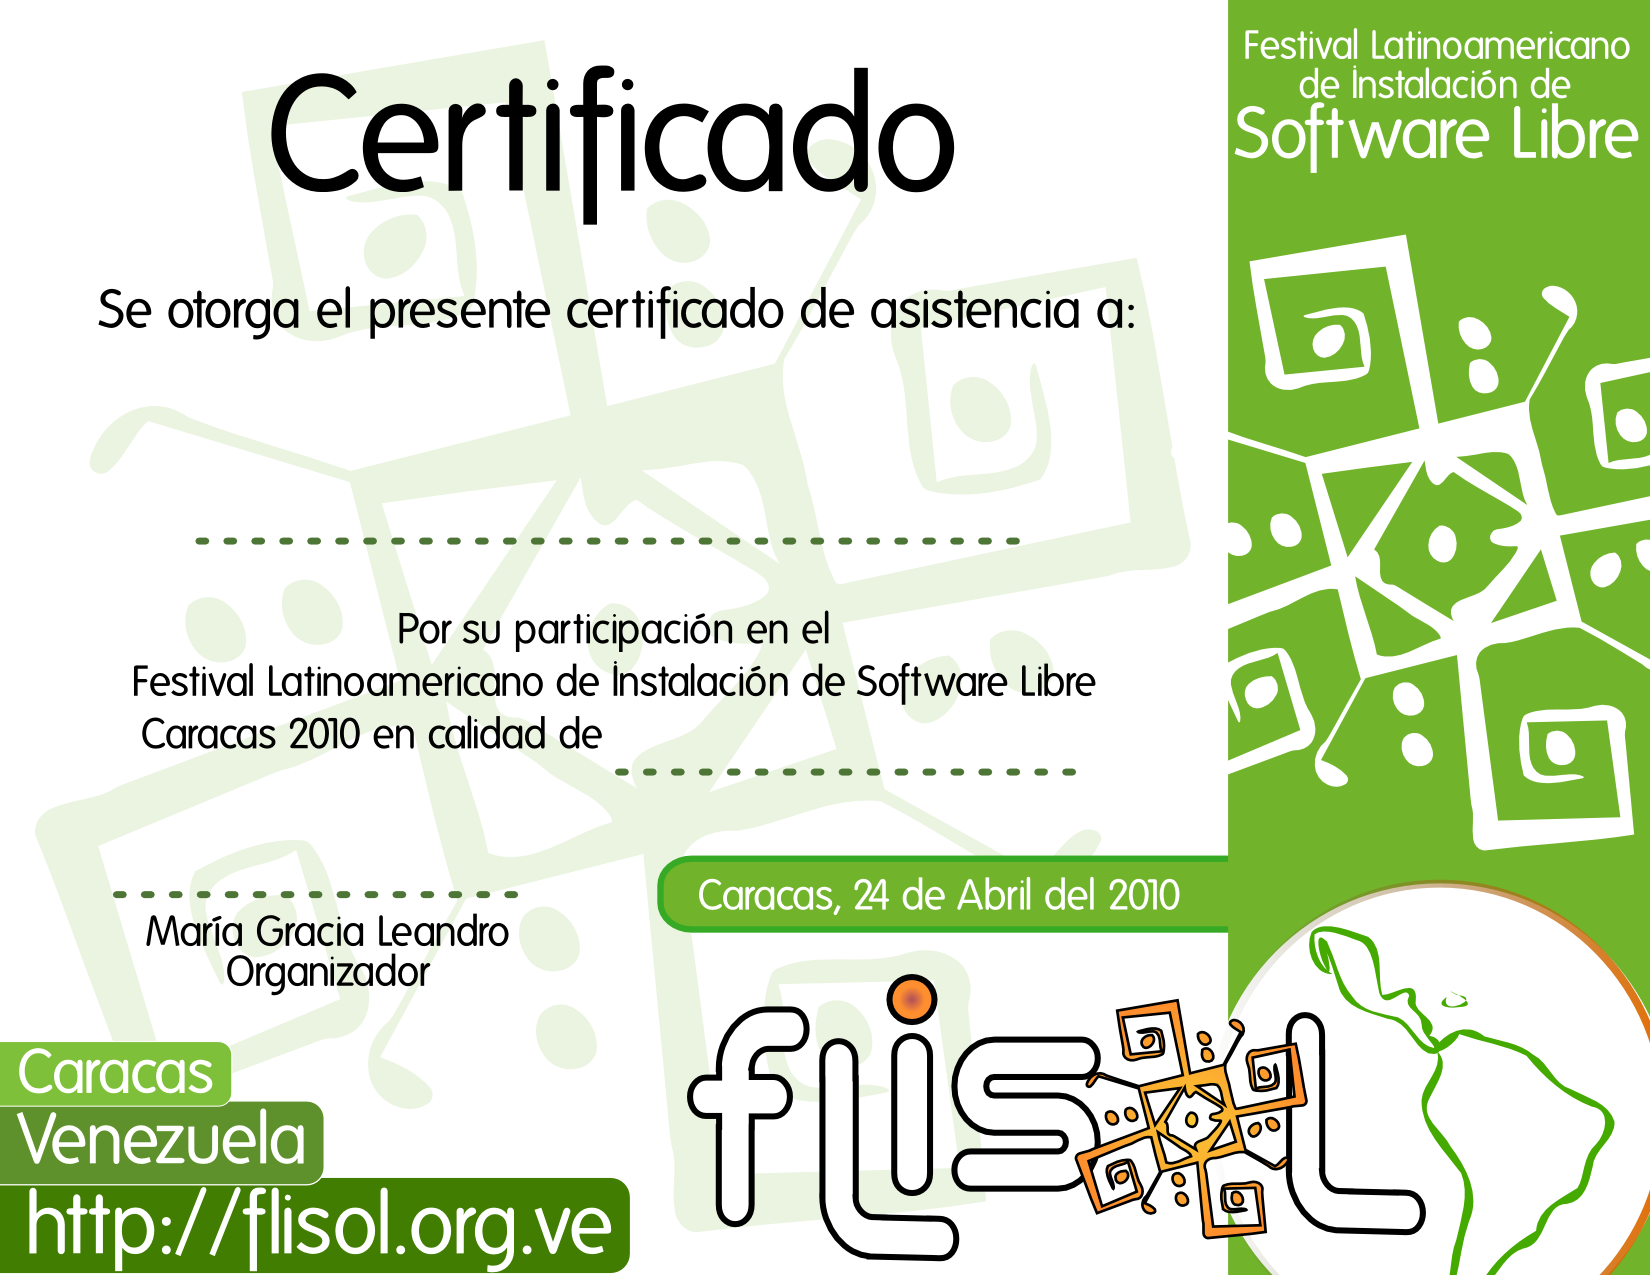 Certificado
Se otorga el presente certificado de asistencia a:
Por su participación en el
Festival Latinoamericano de Instalación de Software Libre
Caracas 2010 en calidad de
María Gracia Leandro
Organizador
Caracas, 24 de Abril del 2010
Caracas
Venezuela
http://flisol.org.ve
flisol
Festival Latinoamericano
de Instalación de
Software Libre